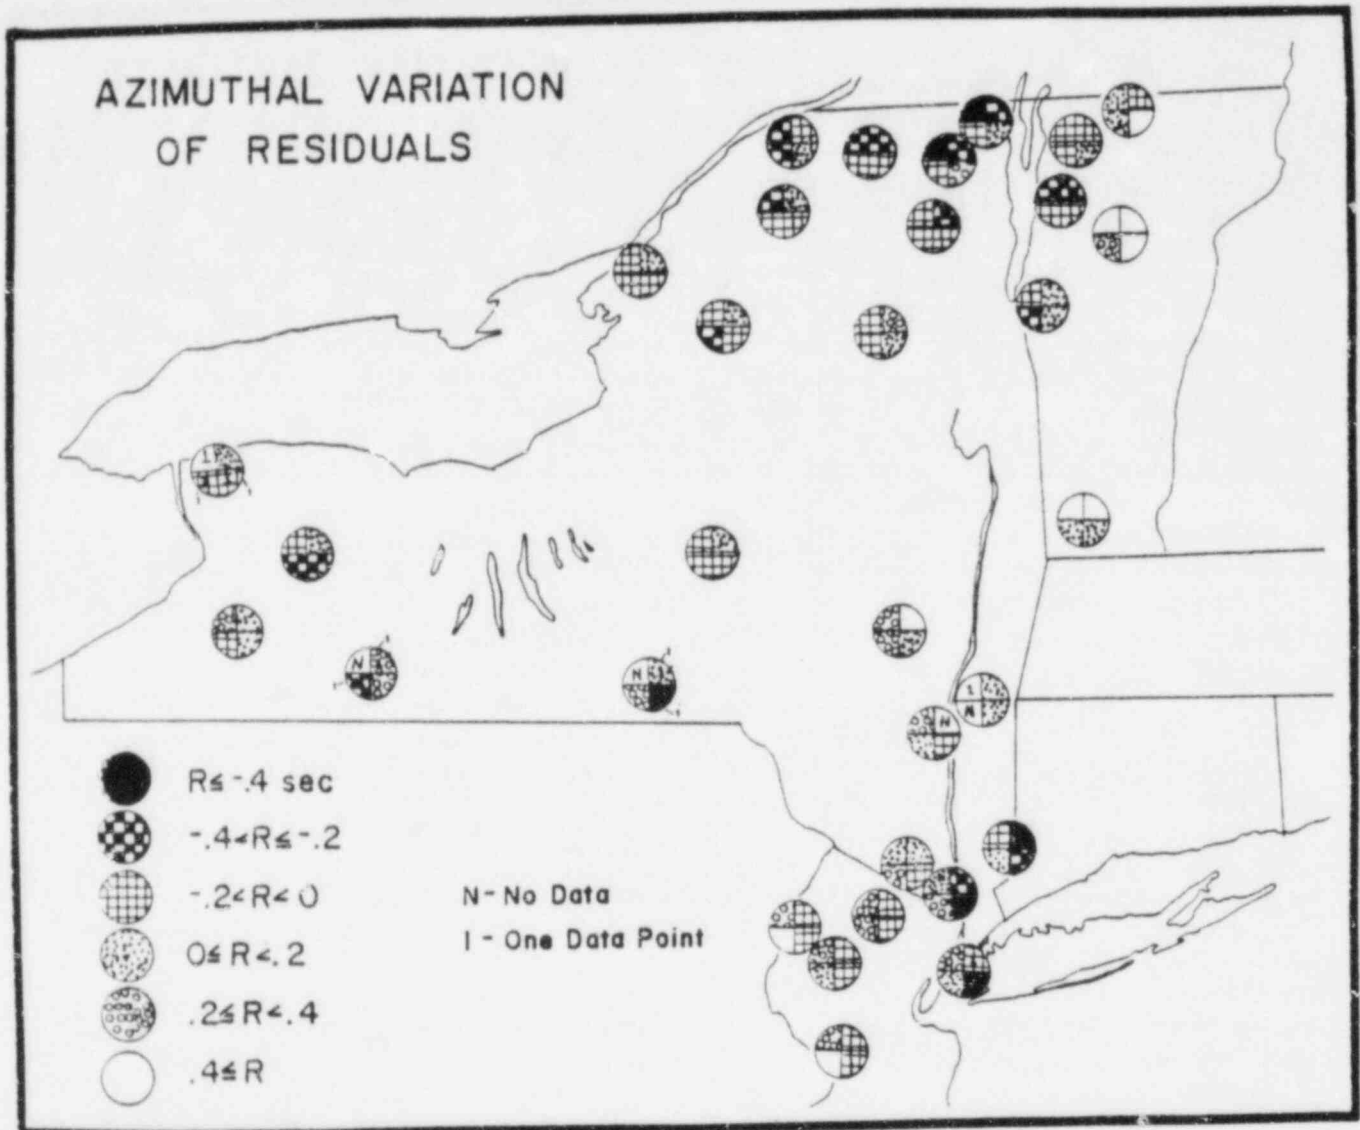 AZIMUTHAL VARIATION
OF RESIDUALS
I
N
N
I
N
N
R≤ -.4 sec
-.4<R≤-.2
-.2<R<0
0≤R<.2
.2≤R<.4
.4≤R
N-No Data
I-One Data Point